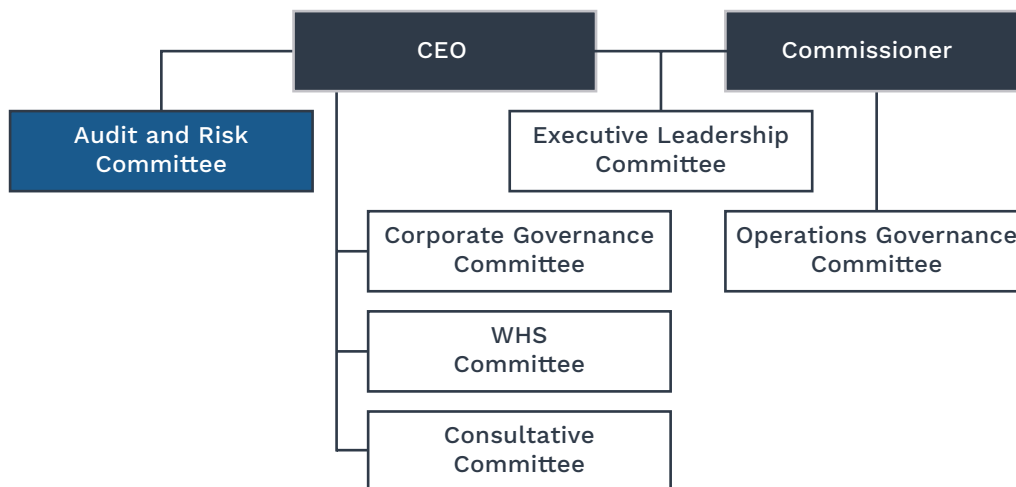 CEO
Commissioner
Audit and Risk
Committee
Executive Leadership
Committee
Corporate Governance
Committee
Operations Governance
Committee
WHS
Committee
Consultative
Committee